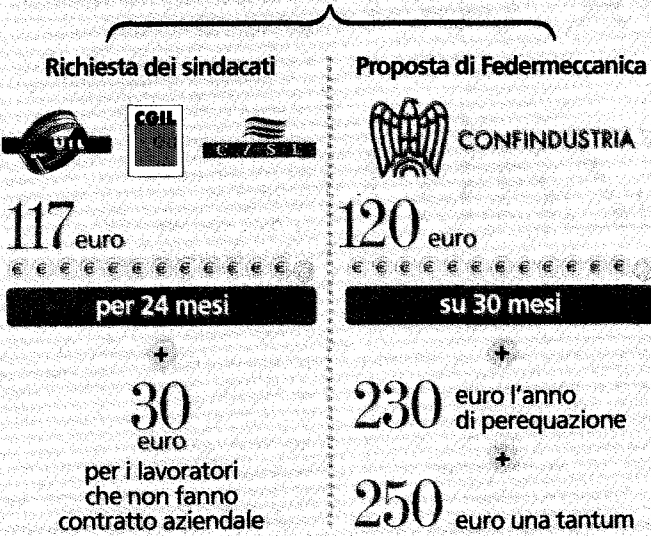 Richiesta dei sindacati
UIL
CGIL
CISL
117 euro
€ € € € € € € € € € € €
per 24 mesi
+
30
euro
per i lavoratori
che non fanno
contratto aziendale
Proposta di Federmeccanica
CONFINDUSTRIA
120 euro
€ € € € € € € € € € € €
su 30 mesi
+
230 euro l'anno
di perequazione
+
250 euro una tantum